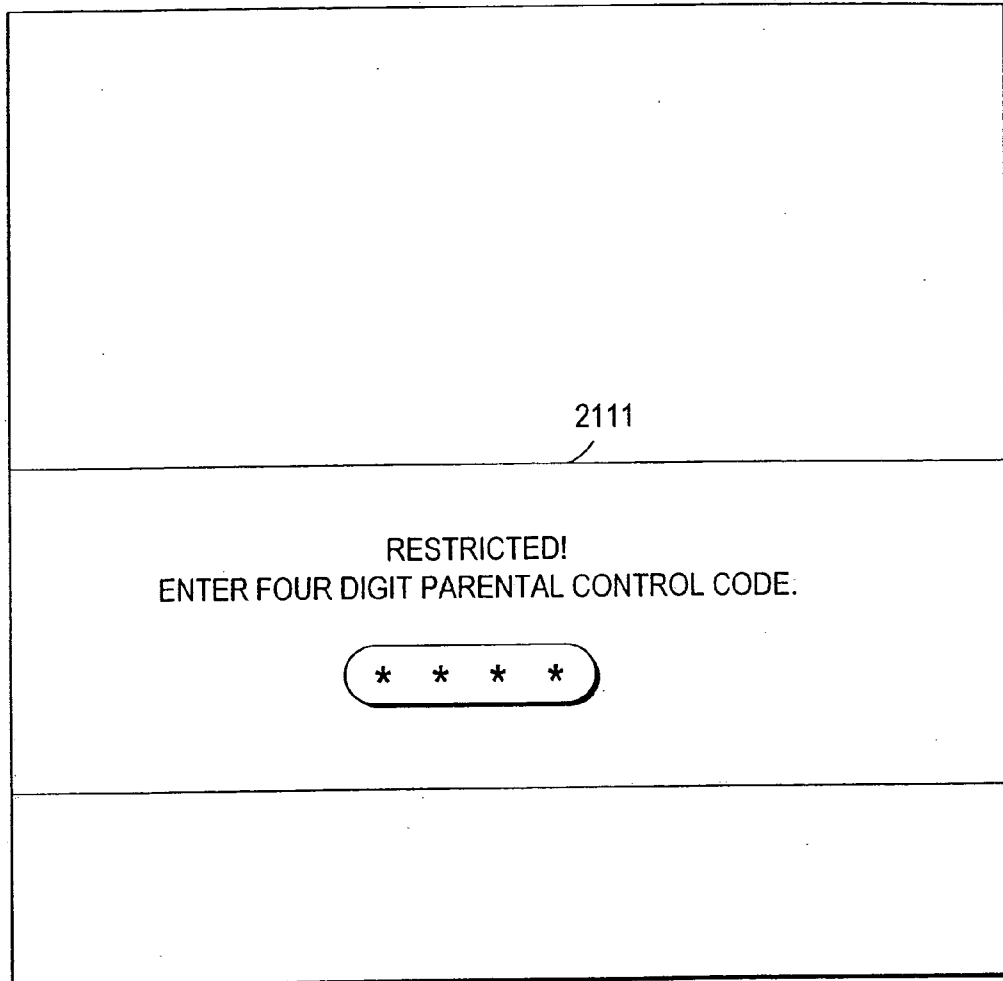 2111
RESTRICTED!
ENTER FOUR DIGIT PARENTAL CONTROL CODE.
* * * *